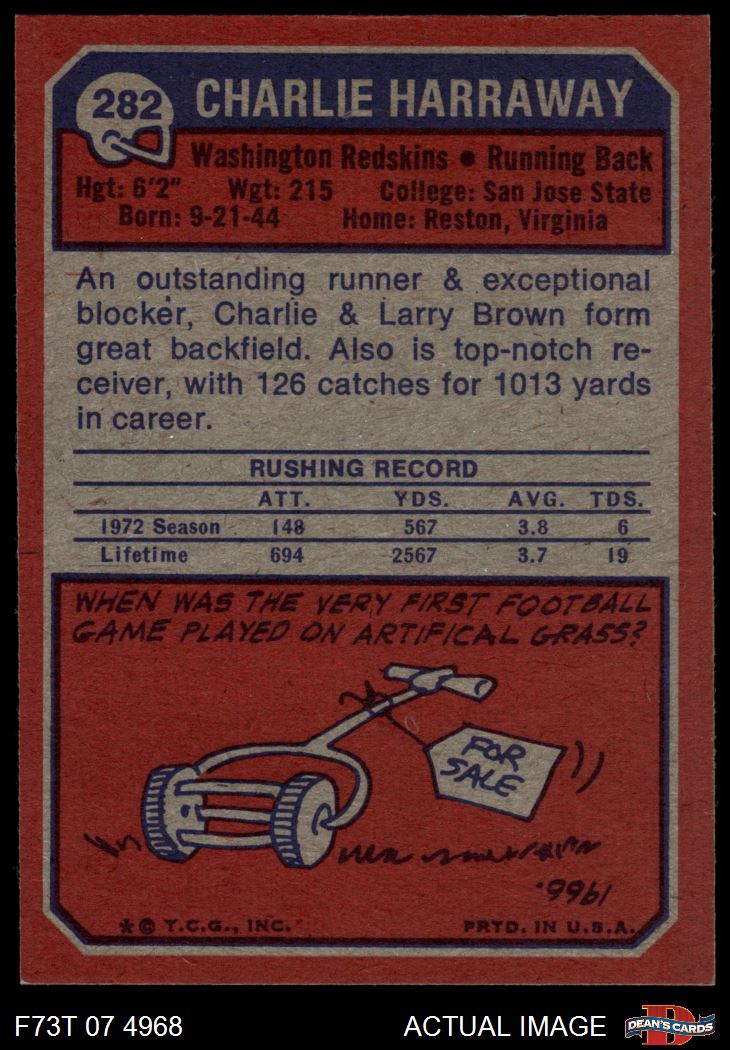 282
CHARLIE HARRAWAY
Washington Redskins • Running Back
Hgt: 6'2" Wgt: 215 College: San Jose State
Born: 9-21-44 Home: Reston, Virginia
An outstanding runner & exceptional
blocker, Charlie & Larry Brown form
great backfield. Also is top-notch re-
ceiver, with 126 catches for 1013 yards
in career.
RUSHING RECORD
ATT. YDS. AVG. TDS.
1972 Season 148 567 3.8 6
Lifetime 694 2567 3.7 19
WHEN WAS THE VERY FIRST FOOTBALL
GAME PLAYED ON ARTIFICAL GRASS?
FOR
SALE
1966.
* © T.C.G., INC. PRTD. IN U.S.A.
F73T 07 4968 ACTUAL IMAGE
D
DEAN'S CARDS